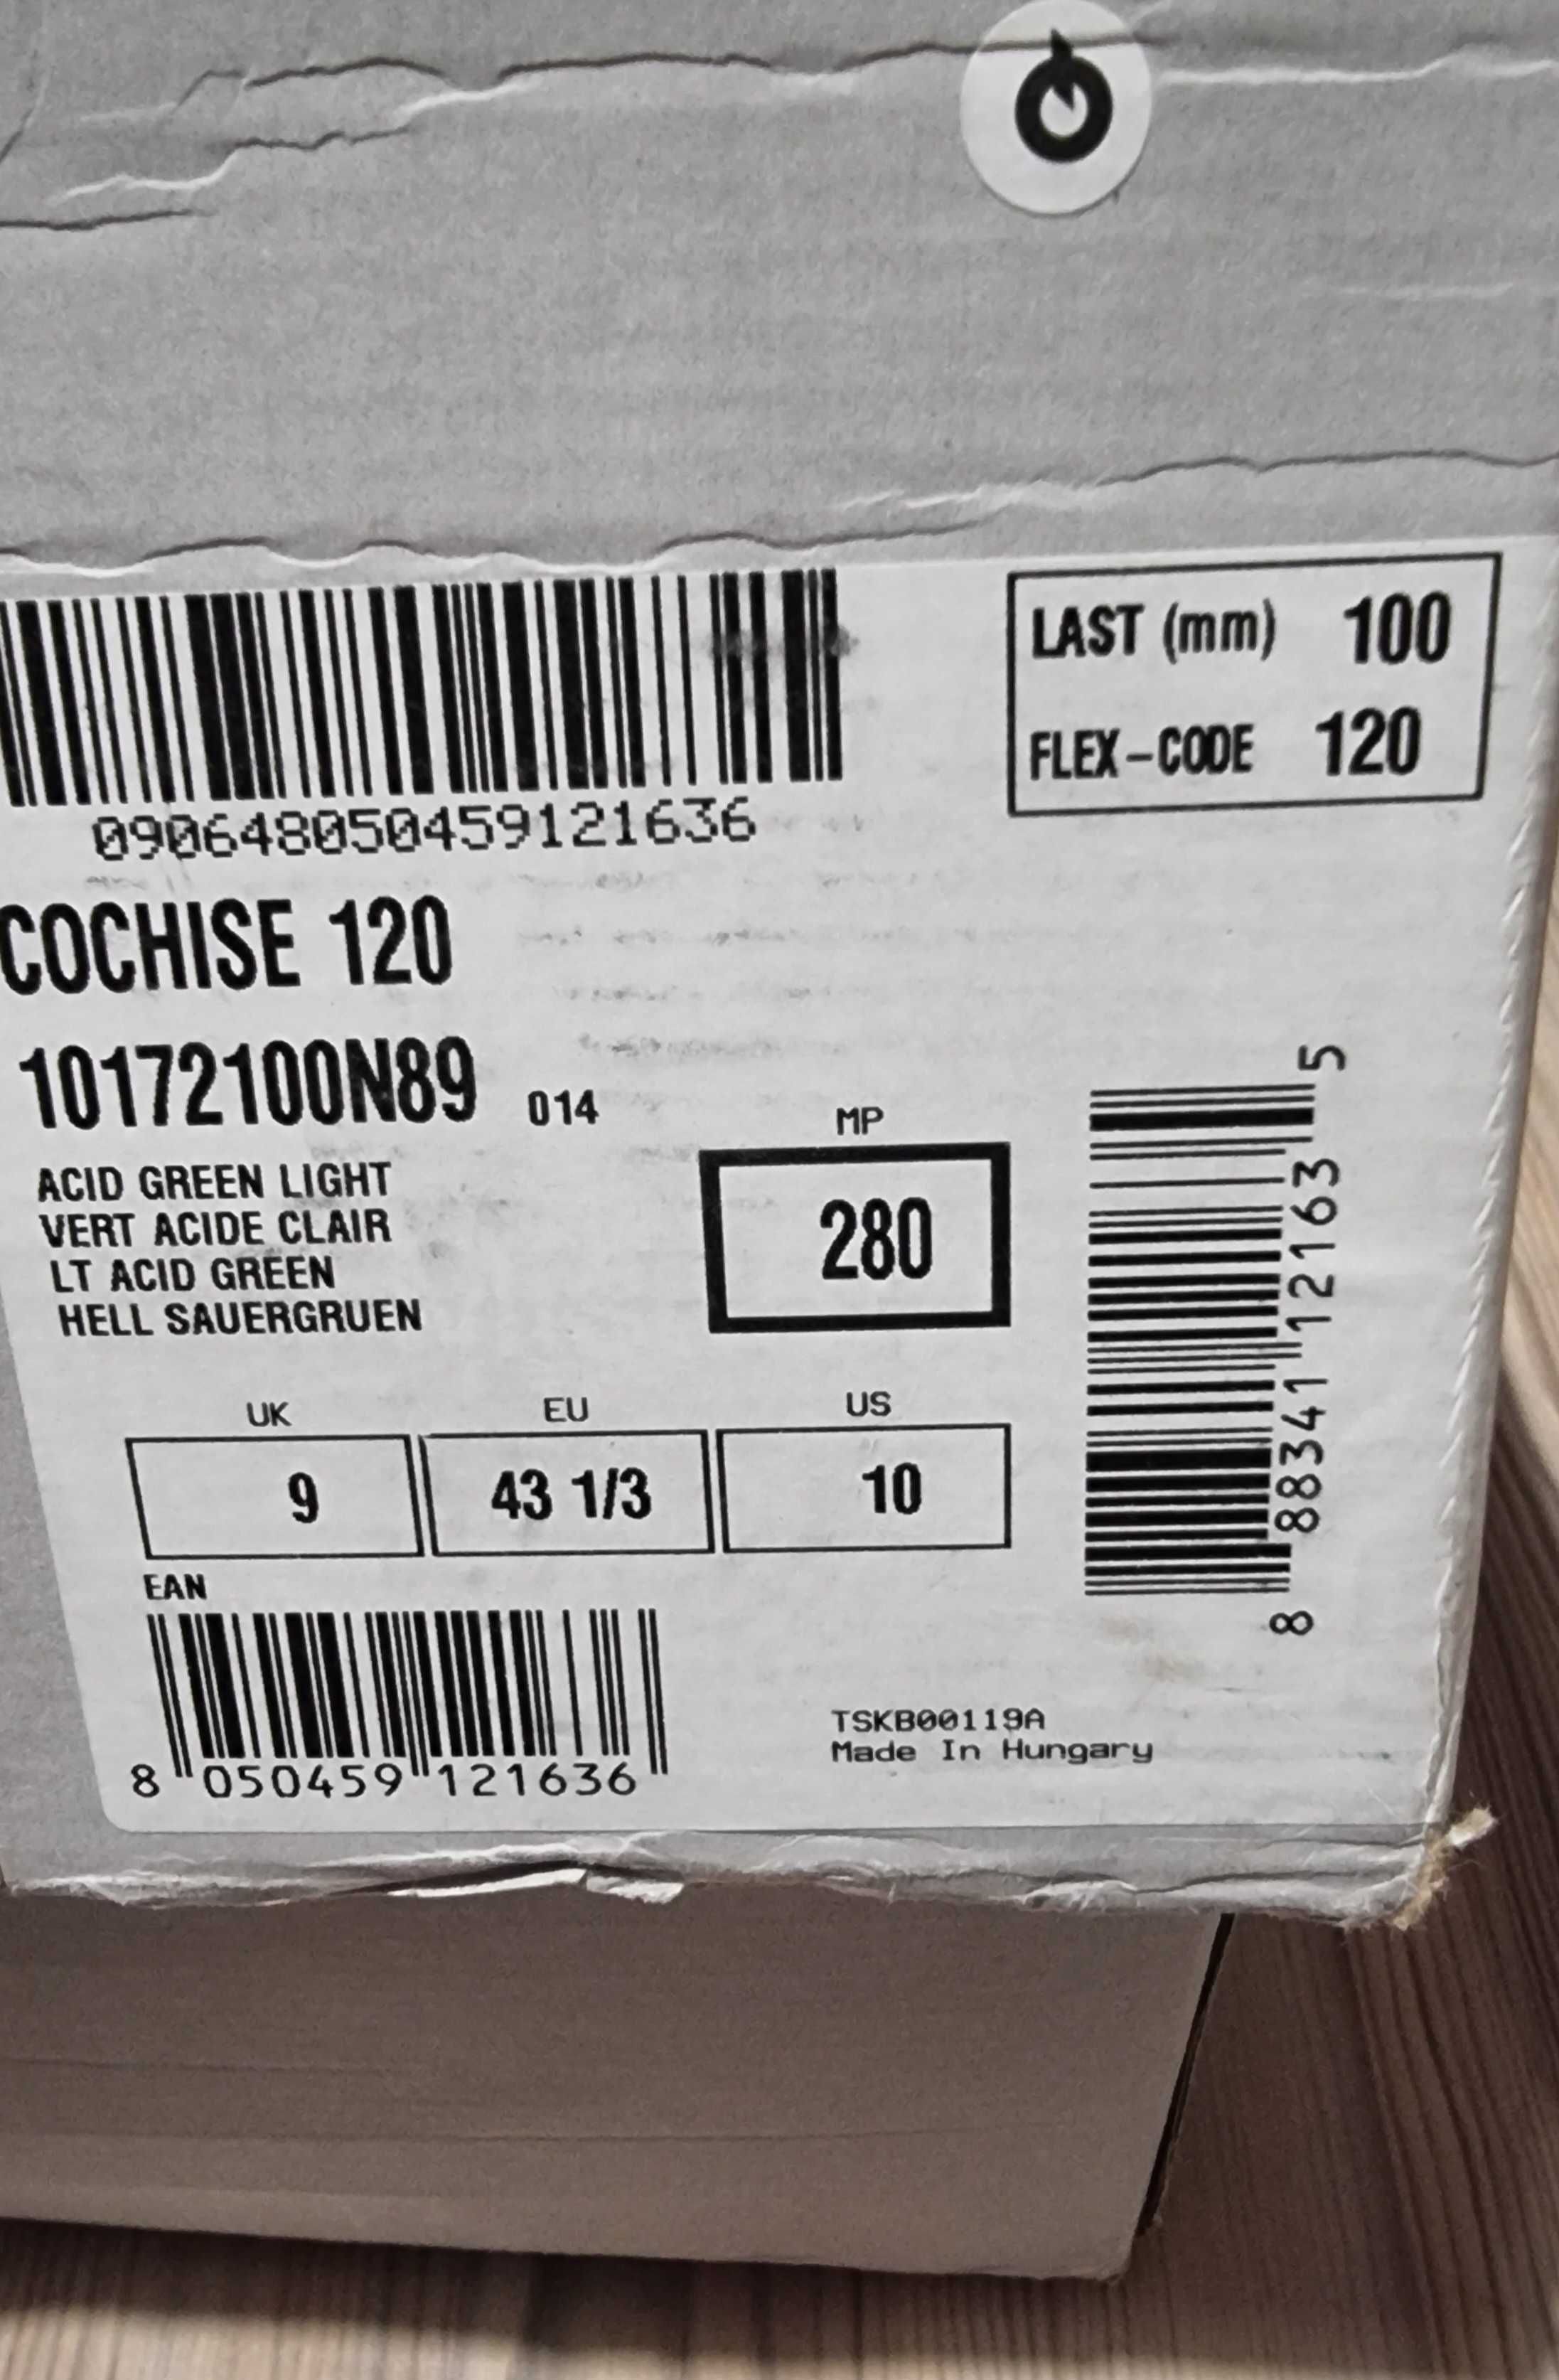 LAST (mm) 100
FLEX-CODE 120
090648050459121636
COCHISE 120
10172100N89 014
ACID GREEN LIGHT
VERT ACIDE CLAIR
LT ACID GREEN
HELL SAUERGRUEN
MP
280
UK EU US
9 43 1/3 10
EAN
8 050459 121636
8 88341 12163 5
TSKB00119A
Made In Hungary